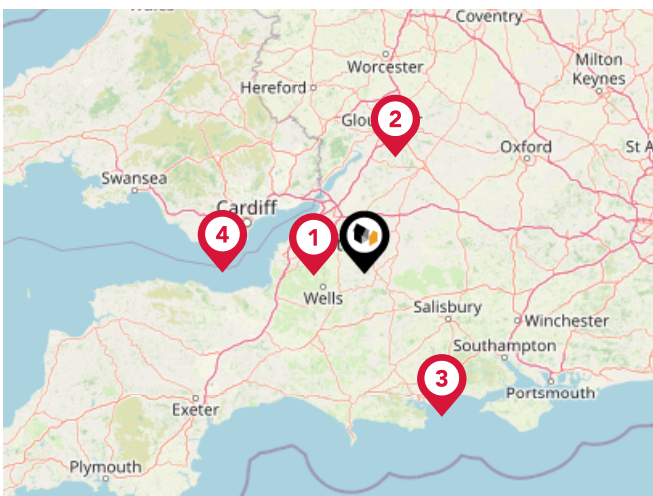 Coventry
Worcester
Milton
Keynes
Hereford
2
Oxford
Swansea
Cardiff
4
1
Wells
Salisbury
Winchester
Southampton
3
Portsmouth
Exeter
Plymouth